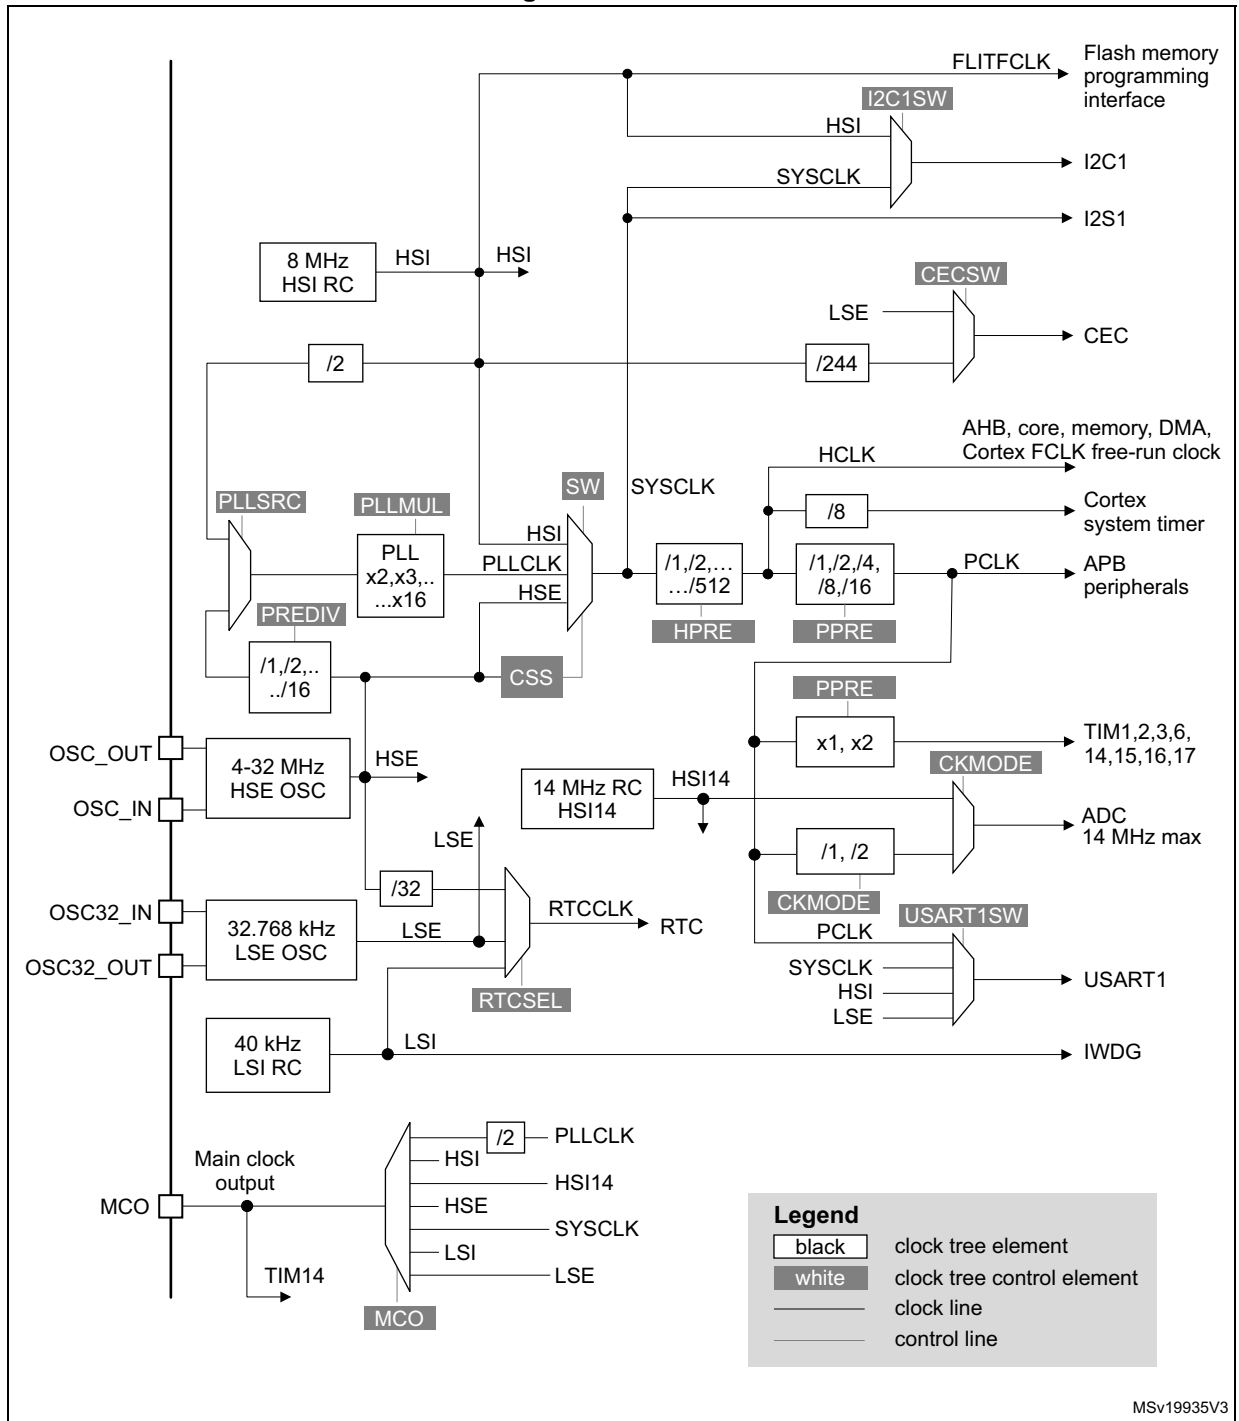 FLITFCLK
Flash memory
programming
interface
I2C1SW
HSI
I2C1
SYSCLK
I2S1
8 MHz
HSI RC
HSI
HSI
CECSW
LSE
CEC
/2
/244
AHB, core, memory, DMA,
Cortex FCLK free-run clock
HCLK
SW
SYSCLK
PLLSRC
PLLMUL
/8
Cortex
system timer
HSI
PLL
x2,x3,..
...x16
PLLCLK
HSE
/1,/2,...
.../512
/1,/2,/4,
/8,/16
PCLK
APB
peripherals
PREDIV
HPRE
PPRE
/1,/2,..
../16
CSS
PPRE
OSC_OUT
OSC_IN
4-32 MHz
HSE OSC
HSE
x1, x2
TIM1,2,3,6,
14,15,16,17
14 MHz RC
HSI14
HSI14
CKMODE
ADC
14 MHz max
LSE
/1, /2
/32
CKMODE
OSC32_IN
OSC32_OUT
32.768 kHz
LSE OSC
LSE
RTCCLK
RTC
USART1SW
PCLK
SYSCLK
HSI
LSE
USART1
RTCSEL
40 kHz
LSI RC
LSI
IWDG
/2
PLLCLK
HSI
HSI14
HSE
SYSCLK
LSI
LSE
Main clock
output
MCO
TIM14
MCO
Legend
black
clock tree element
white
clock tree control element
clock line
control line
MSv19935V3